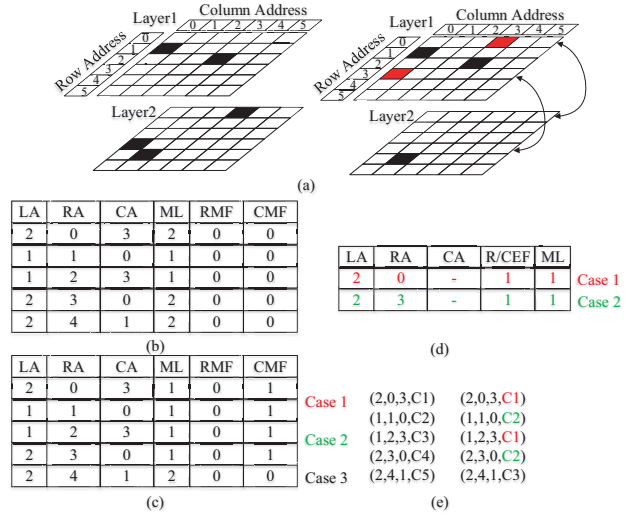 Layer1 Column Address
0 1 2 3 4 5
Row Address
0
1
2
3
4
5
Layer2
Layer1 Column Address
0 1 2 3 4 5
Row Address
0
1
2
3
4
5
Layer2
(a)
LA RA CA ML RMF CMF
2 0 3 2 0 0
1 1 0 1 0 0
1 2 3 1 0 0
2 3 0 2 0 0
2 4 1 2 0 0
(b)
LA RA CA R/CEF ML
2 0 - 1 1 Case 1
2 3 - 1 1 Case 2
(d)
LA RA CA ML RMF CMF
2 0 3 1 0 1
1 1 0 1 0 1
1 2 3 1 0 1
2 3 0 1 0 1
2 4 1 2 0 0
Case 1
Case 2
Case 3
(c)
(2,0,3,C1) (2,0,3,C1)
(1,1,0,C2) (1,1,0,C2)
(1,2,3,C3) (1,2,3,C1)
(2,3,0,C4) (2,3,0,C2)
(2,4,1,C5) (2,4,1,C3)
(e)